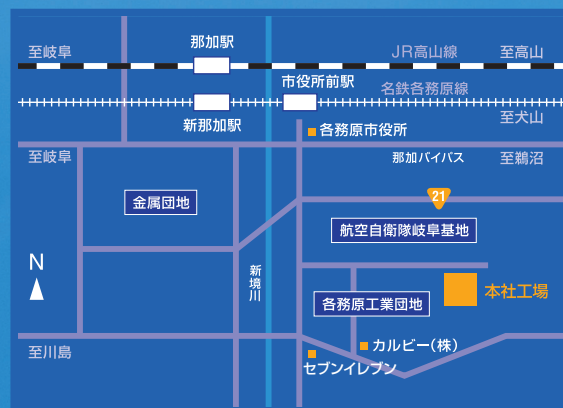 那加駅
至岐阜
JR高山線
至高山
市役所前駅
名鉄各務原線
新那加駅
至犬山
各務原市役所
至岐阜
那加バイパス
至鵜沼
21
金属団地
航空自衛隊岐阜基地
N
新境川
本社工場
各務原工業団地
カルビー(株)
至川島
セブンイレブン